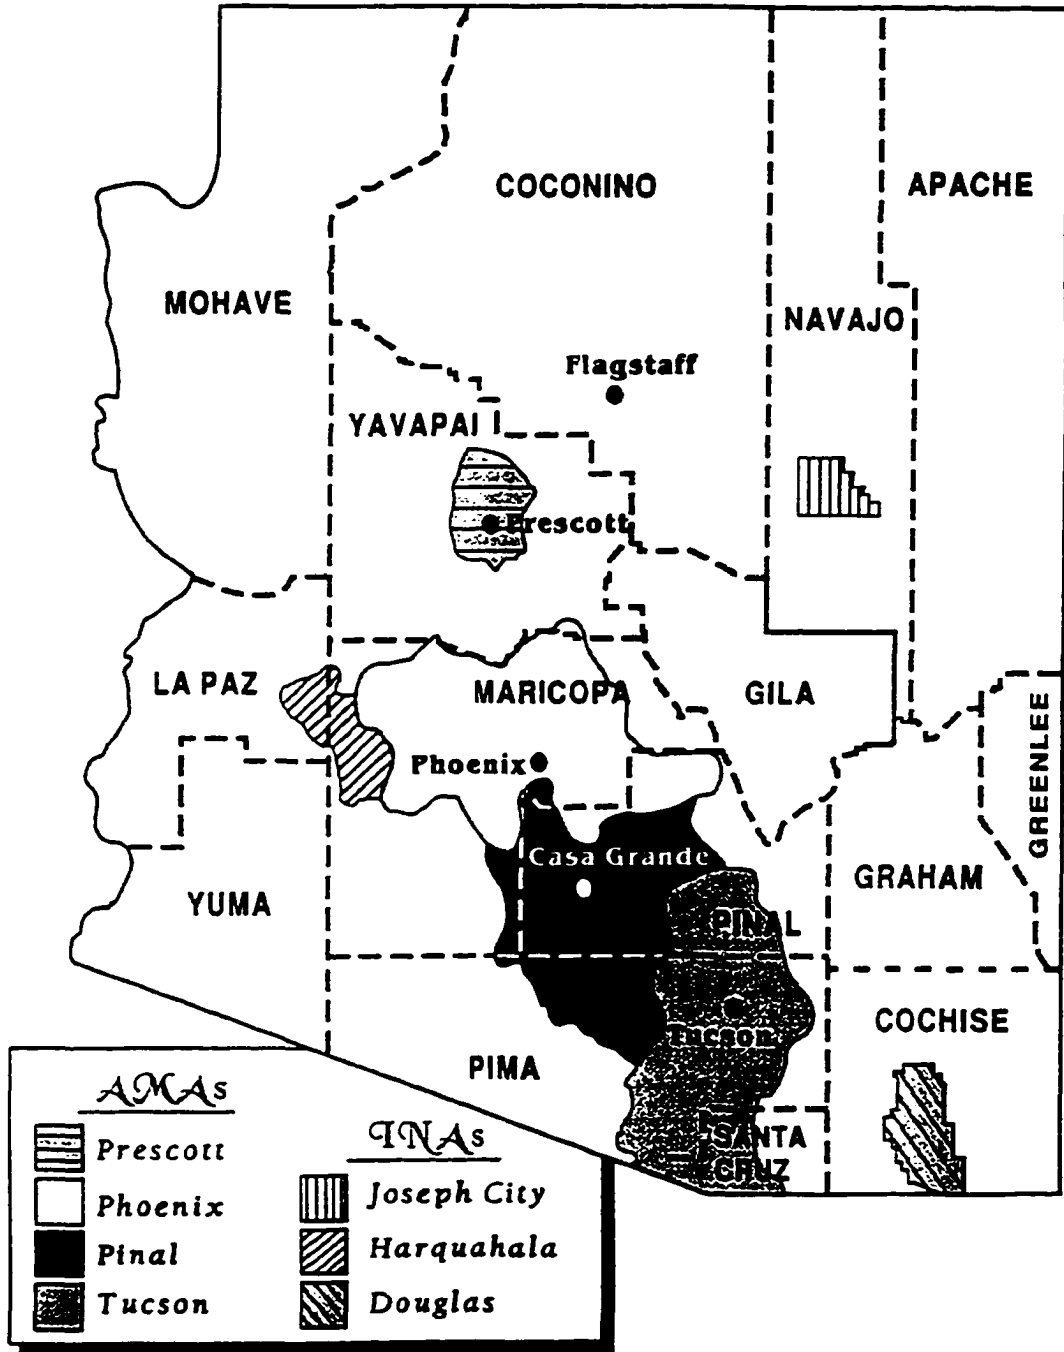 COCONINO
APACHE
MOHAVE
NAVAJO
Flagstaff
YAVAPAI
Prescott
LA PAZ
MARICOPA
GILA
GREENLEE
Phoenix
Casa Grande
GRAHAM
YUMA
PINAL
Tucson
COCHISE
PIMA
SANTA
CRUZ
AMAs
Prescott
Phoenix
Pinal
Tucson
INAs
Joseph City
Harquahala
Douglas